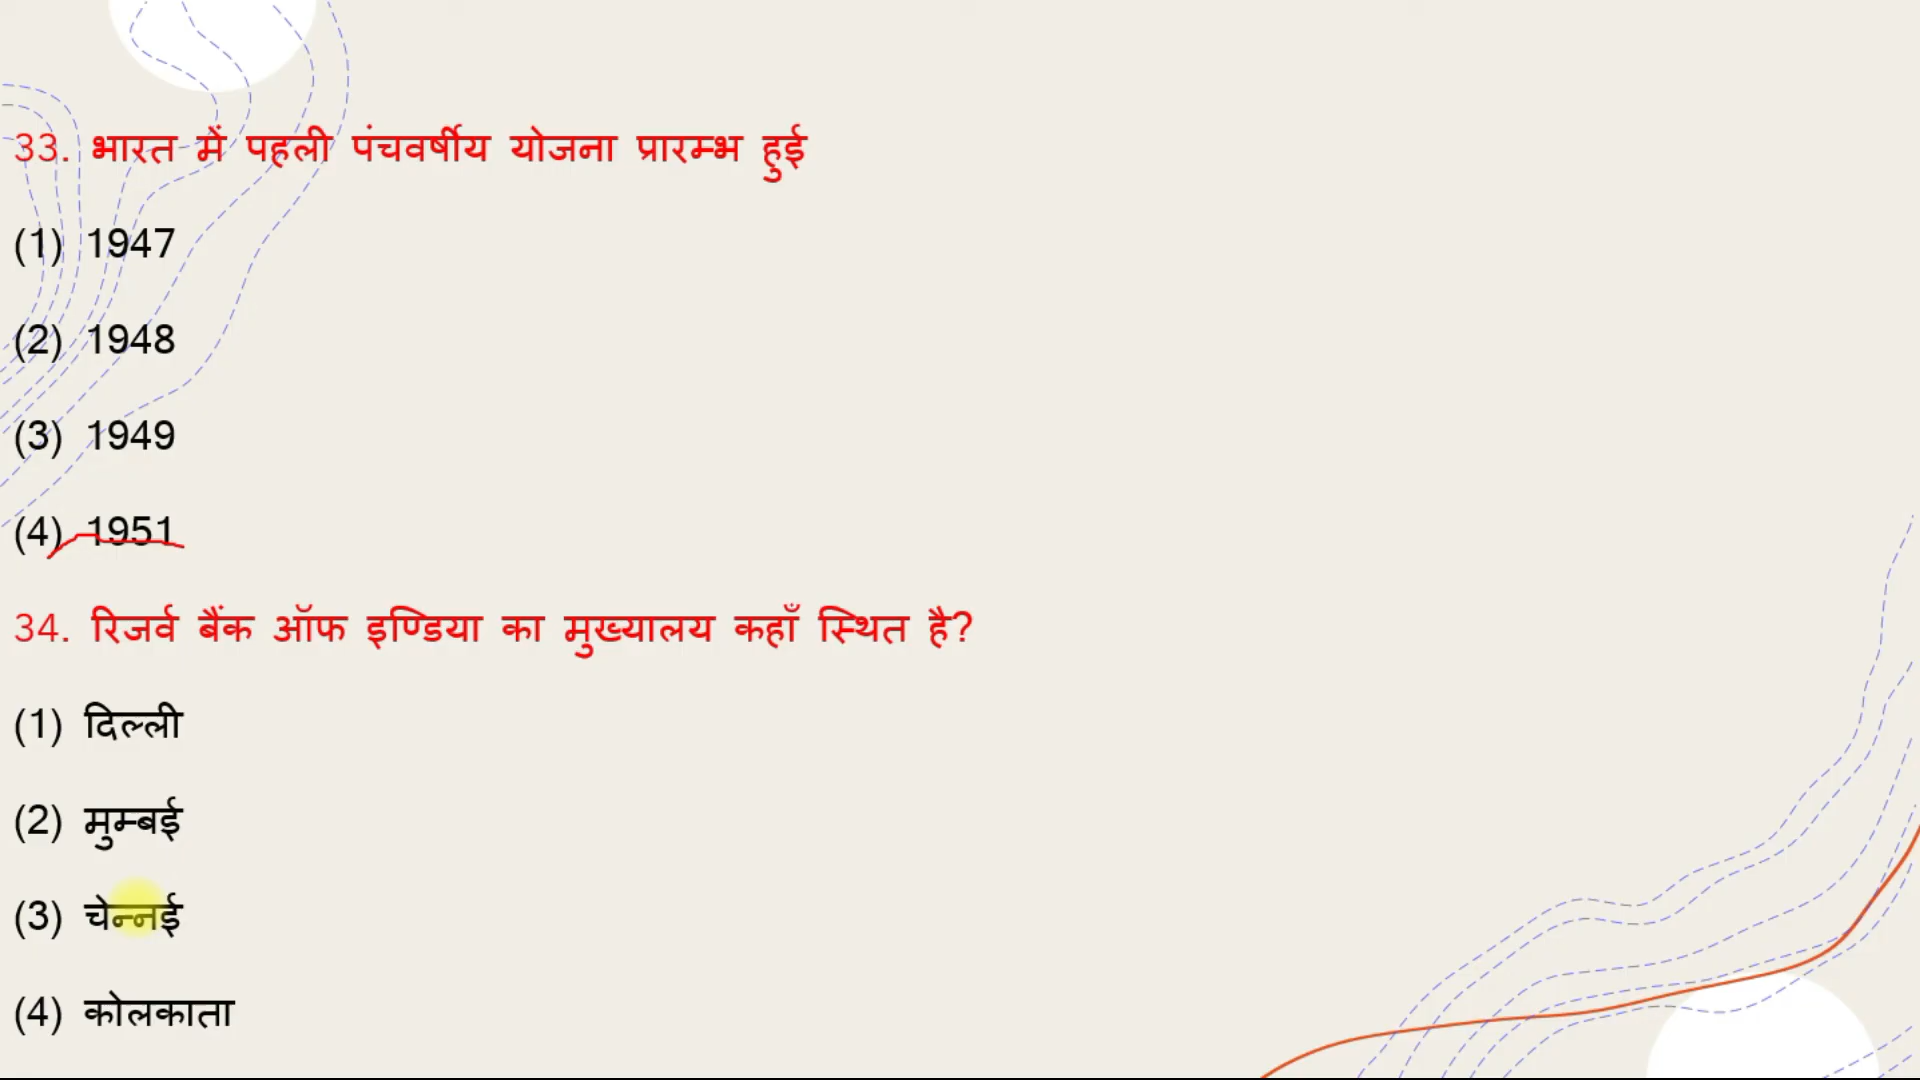 33. भारत में पहली पंचवर्षीय योजना प्रारम्भ हुई
(1) 1947
(2) 1948
(3) 1949
(4) 1951
34. रिजर्व बैंक ऑफ इण्डिया का मुख्यालय कहाँ स्थित है?
(1) दिल्ली
(2) मुम्बई
(3) चेन्नई
(4) कोलकाता